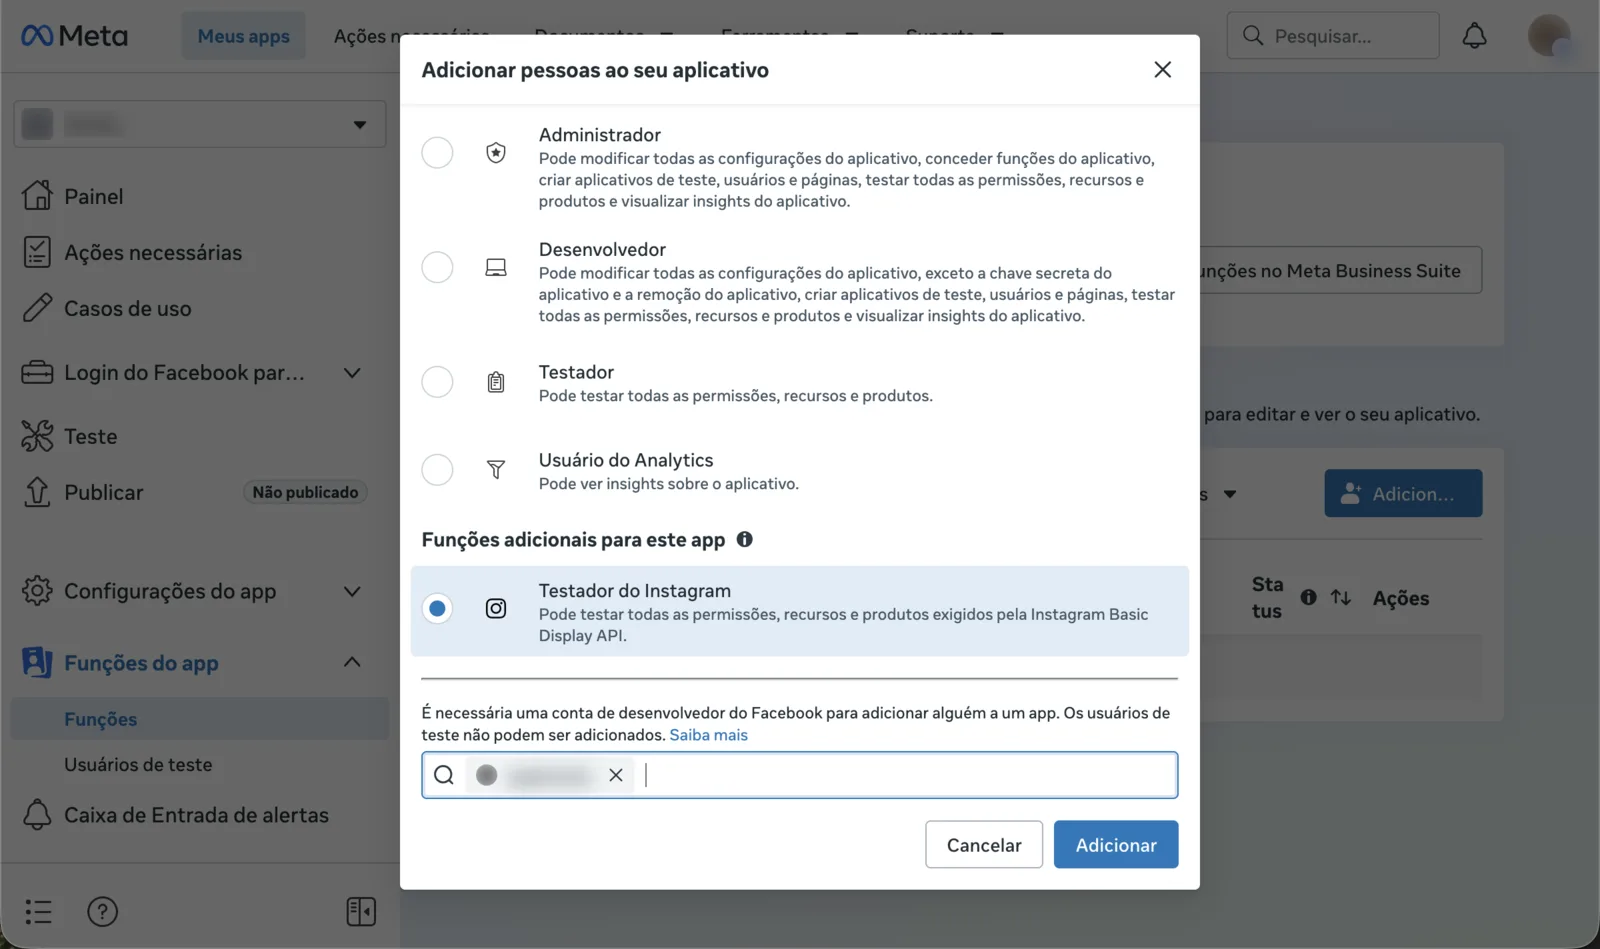 Meta
Meus apps
Ações necessárias
Documentos
Ferramentas
Suporte
Pesquisar...
Painel
Ações necessárias
Casos de uso
Login do Facebook par...
Teste
Publicar
Não publicado
Configurações do app
Funções do app
Funções
Usuários de teste
Caixa de Entrada de alertas
Adicionar pessoas ao seu aplicativo
Administrador
Pode modificar todas as configurações do aplicativo, conceder funções do aplicativo,
criar aplicativos de teste, usuários e páginas, testar todas as permissões, recursos e
produtos e visualizar insights do aplicativo.
Desenvolvedor
Pode modificar todas as configurações do aplicativo, exceto a chave secreta do
aplicativo e a remoção do aplicativo, criar aplicativos de teste, usuários e páginas, testar
todas as permissões, recursos e produtos e visualizar insights do aplicativo.
Testador
Pode testar todas as permissões, recursos e produtos.
Usuário do Analytics
Pode ver insights sobre o aplicativo.
Funções adicionais para este app
Testador do Instagram
Pode testar todas as permissões, recursos e produtos exigidos pela Instagram Basic
Display API.
É necessária uma conta de desenvolvedor do Facebook para adicionar alguém a um app. Os usuários de
teste não podem ser adicionados. Saiba mais
Cancelar
Adicionar
unções no Meta Business Suite
para editar e ver o seu aplicativo.
s
Adicion...
Sta
tus
Ações